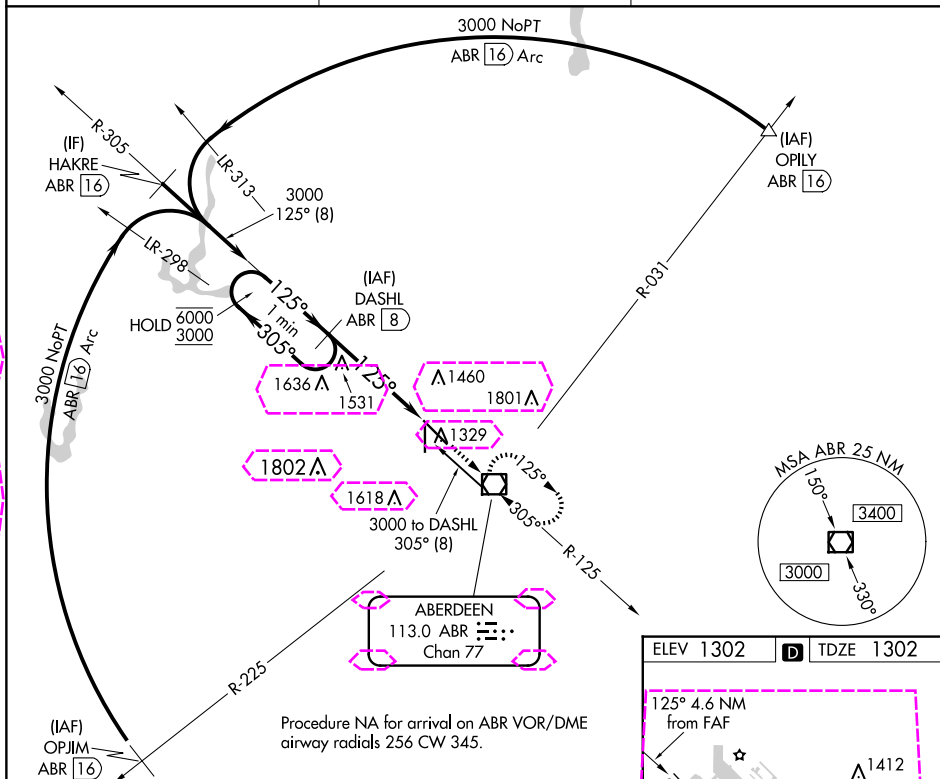 3000 NoPT
ABR 16 Arc
R-305
(IF)
HAKRE
ABR 16
LR-313
3000
125° (8)
(IAF)
OPILY
ABR 16
LR-298
R-031
(IAF)
DASHL
ABR 8
HOLD 6000
3000
125°
1 min
305°
3000 NoPT
ABR 16 Arc
125°
1636
1531
1460
1801
1329
1802
1618
125°
305°
3000 to DASHL
305° (8)
R-125
MSA ABR 25 NM
150°
3400
3000
330°
ABERDEEN
113.0 ABR
Chan 77
R-225
ELEV 1302 D TDZE 1302
125° 4.6 NM
from FAF
1412
(IAF)
OPJIM
ABR 16
Procedure NA for arrival on ABR VOR/DME
airway radials 256 CW 345.